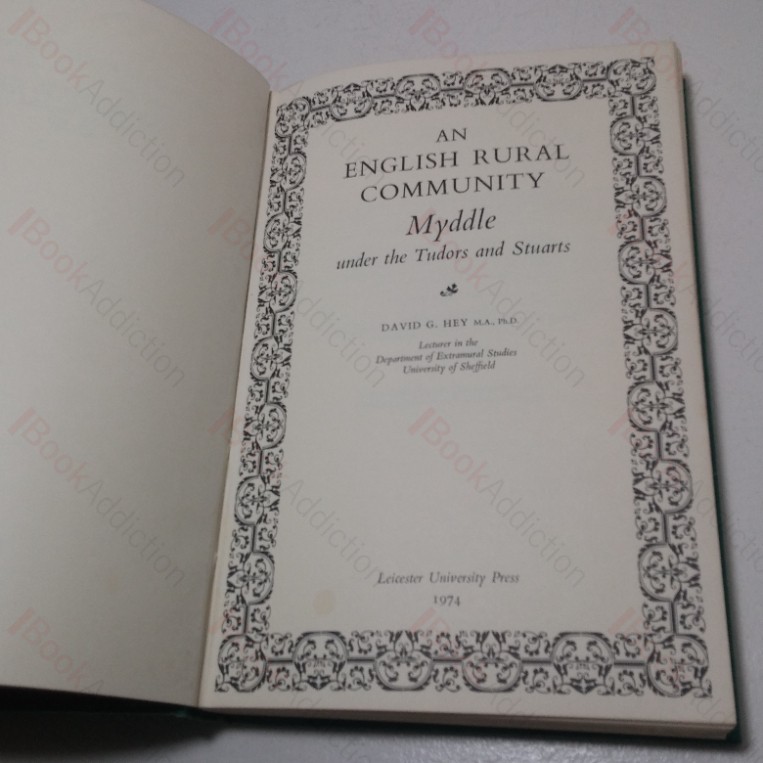 AN
ENGLISH RURAL
COMMUNITY
Myddle
under the Tudors and Stuarts
DAVID G. HEY M.A., Ph.D.
Lecturer in the
Department of Extramural Studies
University of Sheffield
Leicester University Press
1974
BookAddiction